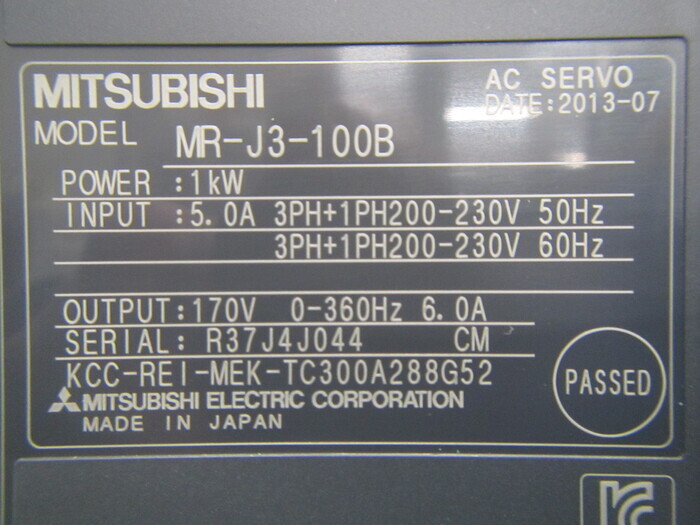 MITSUBISHI
AC SERVO
DATE:2013-07
MODEL MR-J3-100B
POWER :1kW
INPUT :5.0A 3PH+1PH200-230V 50Hz
3PH+1PH200-230V 60Hz
OUTPUT:170V 0-360Hz 6.0A
SERIAL: R37J4J044 CM
KCC-REI-MEK-TC300A288G52
PASSED
MITSUBISHI ELECTRIC CORPORATION
MADE IN JAPAN